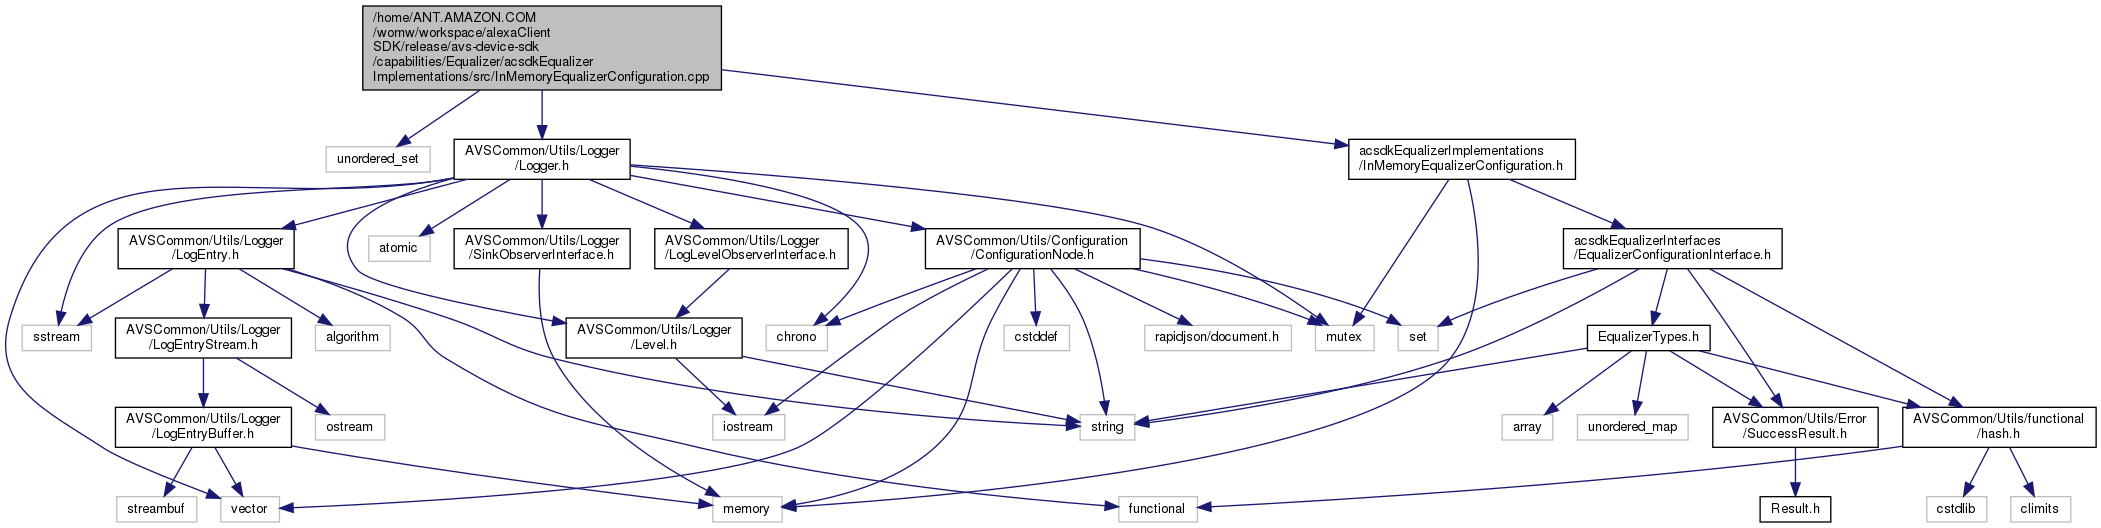 /home/ANT.AMAZON.COM
/womw/workspace/alexaClient
SDK/release/avs-device-sdk
/capabilities/Equalizer/acsdkEqualizer
Implementations/src/InMemoryEqualizerConfiguration.cpp
unordered_set
AVSCommon/Utils/Logger
/Logger.h
acsdkEqualizerImplementations
/InMemoryEqualizerConfiguration.h
AVSCommon/Utils/Logger
/LogEntry.h
atomic
AVSCommon/Utils/Logger
/SinkObserverInterface.h
AVSCommon/Utils/Logger
/LogLevelObserverInterface.h
AVSCommon/Utils/Configuration
/ConfigurationNode.h
acsdkEqualizerInterfaces
/EqualizerConfigurationInterface.h
sstream
AVSCommon/Utils/Logger
/LogEntryStream.h
algorithm
AVSCommon/Utils/Logger
/Level.h
chrono
cstddef
rapidjson/document.h
mutex
set
EqualizerTypes.h
AVSCommon/Utils/Logger
/LogEntryBuffer.h
ostream
iostream
string
array
unordered_map
AVSCommon/Utils/Error
/SuccessResult.h
AVSCommon/Utils/functional
/hash.h
streambuf
vector
memory
functional
Result.h
cstdlib
climits